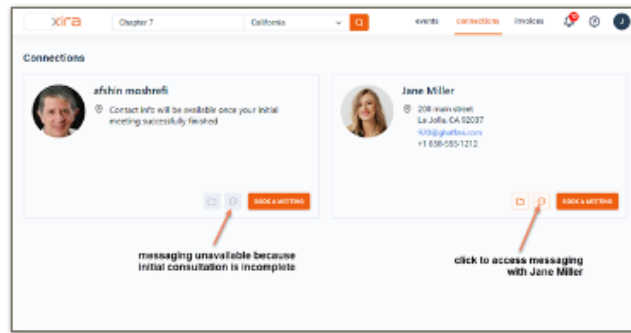 xira
Chapter 7
California
events
connections
invoices
J
Connections
afshin moshrefi
Contact info will be available once your initial
meeting successfully finished
BOOK A MEETING
Jane Miller
200 main street
La Jolla, CA 92037
+1 858-555-1212
BOOK A MEETING
messaging unavailable because
initial consultation is incomplete
click to access messaging
with Jane Miller